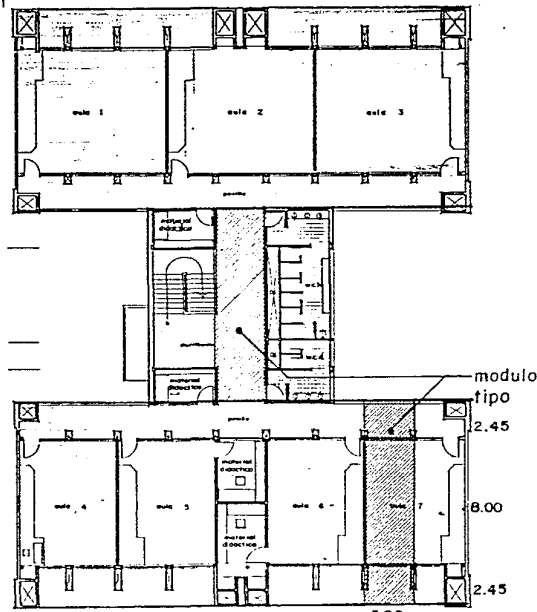 aula 1
aula 2
aula 3
pasillo
material
didactico
w.c.h.
w.c.d.
material
didactico
modulo
tipo
pasillo
2.45
material
didactico
aula 4
aula 5
aula 6
aula 7
8.00
material
didactico
2.45